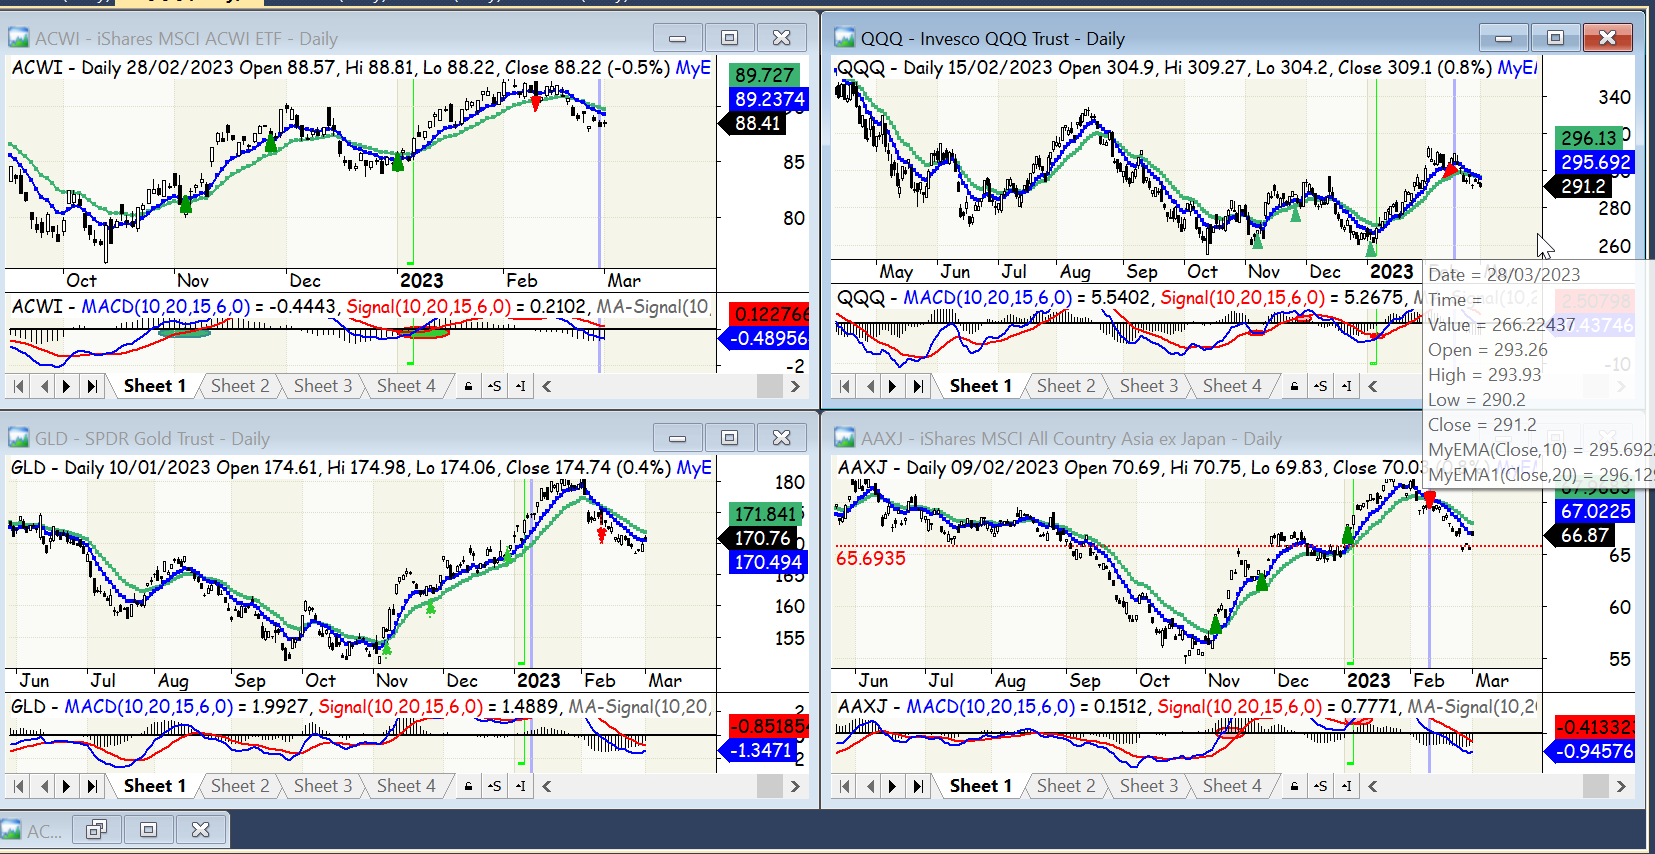 ACWI - iShares MSCI ACWI ETF - Daily
ACWI - Daily 28/02/2023 Open 88.57, Hi 88.81, Lo 88.22, Close 88.22 (-0.5%) MyE
89.727
89.2374
88.41
85
80
Oct Nov Dec 2023 Feb Mar
ACWI - MACD(10,20,15,6,0) = -0.4443, Signal(10,20,15,6,0) = 0.2102, MA-Signal(10,
0.122766
-0.48956
-2
Sheet 1 Sheet 2 Sheet 3 Sheet 4
QQQ - Invesco QQQ Trust - Daily
QQQ - Daily 15/02/2023 Open 304.9, Hi 309.27, Lo 304.2, Close 309.1 (0.8%) MyEM
340
296.13
295.692
291.2
280
260
May Jun Jul Aug Sep Oct Nov Dec 2023
QQQ - MACD(10,20,15,6,0) = 5.5402, Signal(10,20,15,6,0) = 5.2675,
2.50798
-10
Sheet 1 Sheet 2 Sheet 3 Sheet 4
Date = 28/03/2023
Time =
Value = 266.22437
Open = 293.26
High = 293.93
Low = 290.2
Close = 291.2
MyEMA(Close,10) = 295.692
MyEMA1(Close,20) = 296.129
GLD - SPDR Gold Trust - Daily
GLD - Daily 10/01/2023 Open 174.61, Hi 174.98, Lo 174.06, Close 174.74 (0.4%) MyE
180
171.841
170.76
170.494
165
160
155
Jun Jul Aug Sep Oct Nov Dec 2023 Feb Mar
GLD - MACD(10,20,15,6,0) = 1.9927, Signal(10,20,15,6,0) = 1.4889, MA-Signal(10,20,
2
-0.851854
-1.3471
2
Sheet 1 Sheet 2 Sheet 3 Sheet 4
AAXJ - iShares MSCI All Country Asia ex Japan - Daily
AAXJ - Daily 09/02/2023 Open 70.69, Hi 70.75, Lo 69.83, Close 70.03
67.0225
66.87
65.6935
65
60
55
Jun Jul Aug Sep Oct Nov Dec 2023 Feb Mar
AAXJ - MACD(10,20,15,6,0) = 0.1512, Signal(10,20,15,6,0) = 0.7771, MA-Signal(10,20
-0.41332
-0.94576
Sheet 1 Sheet 2 Sheet 3 Sheet 4
AC...